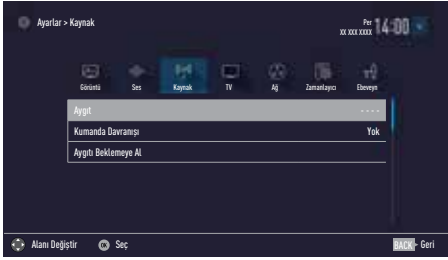 Ayarlar > Kaynak
Per
xx xxx xxxx
14:00
Görüntü Ses Kaynak TV Ağ Zamanlayıcı Ebeveyn
Aygıt - - - -
Kumanda Davranışı Yok
Aygıtı Beklemeye Al
Alanı Değiştir OK Seç BACK - Geri